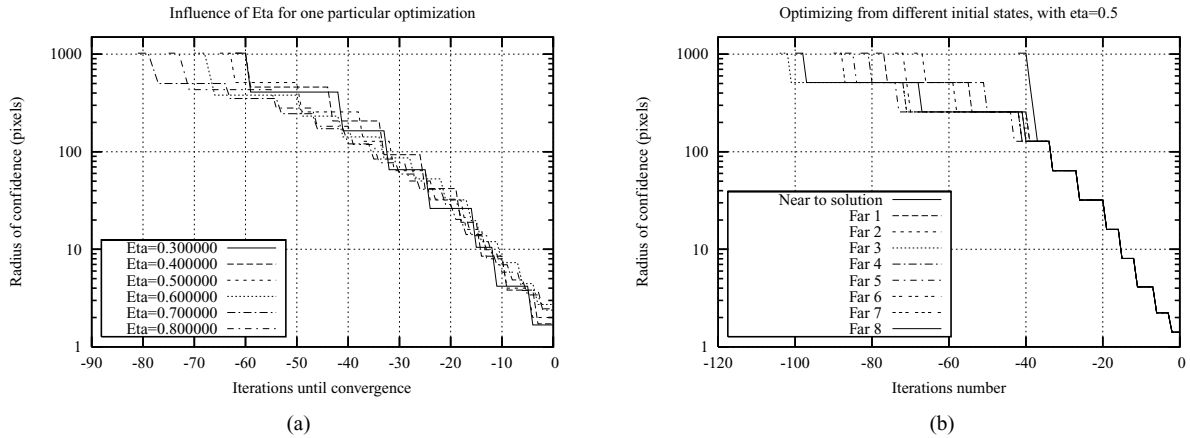 Influence of Eta for one particular optimization
1000
100
10
1
Radius of confidence (pixels)
Eta=0.300000
Eta=0.400000
Eta=0.500000
Eta=0.600000
Eta=0.700000
Eta=0.800000
-90 -80 -70 -60 -50 -40 -30 -20 -10 0
Iterations until convergence
(a)
Optimizing from different initial states, with eta=0.5
1000
100
10
1
Radius of confidence (pixels)
Near to solution
Far 1
Far 2
Far 3
Far 4
Far 5
Far 6
Far 7
Far 8
-120 -100 -80 -60 -40 -20 0
Iterations number
(b)